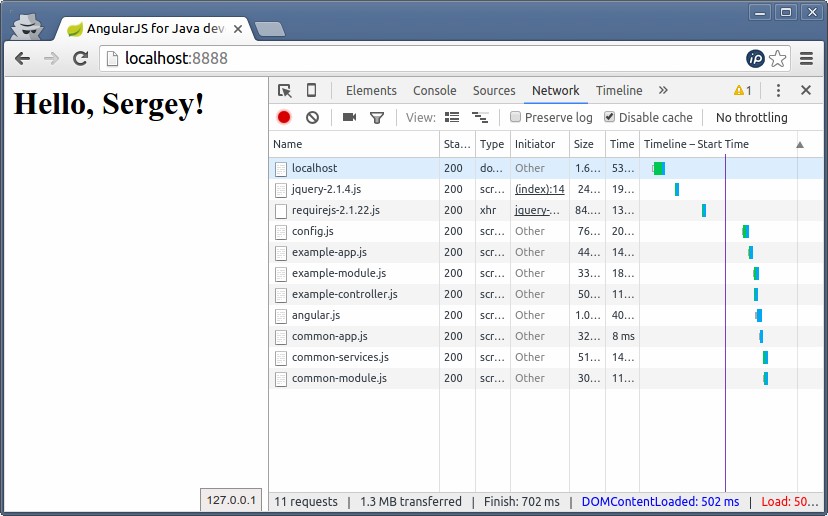 AngularJS for Java dev
localhost:8888
Hello, Sergey!
127.0.0.1
Elements Console Sources Network Timeline » 1
View: Preserve log Disable cache No throttling
Name Sta... Type Initiator Size Time Timeline – Start Time
localhost 200 do... Other 1.6... 53...
jquery-2.1.4.js 200 scr... (index):14 24... 19...
requirejs-2.1.22.js 200 xhr jquery-... 84.... 13...
config.js 200 scr... Other 76... 20...
example-app.js 200 scr... Other 44... 14...
example-module.js 200 scr... Other 33... 18...
example-controller.js 200 scr... Other 50... 11...
angular.js 200 scr... Other 1.0... 40...
common-app.js 200 scr... Other 32... 8 ms
common-services.js 200 scr... Other 51... 14...
common-module.js 200 scr... Other 30... 11...
11 requests | 1.3 MB transferred | Finish: 702 ms | DOMContentLoaded: 502 ms | Load: 50...